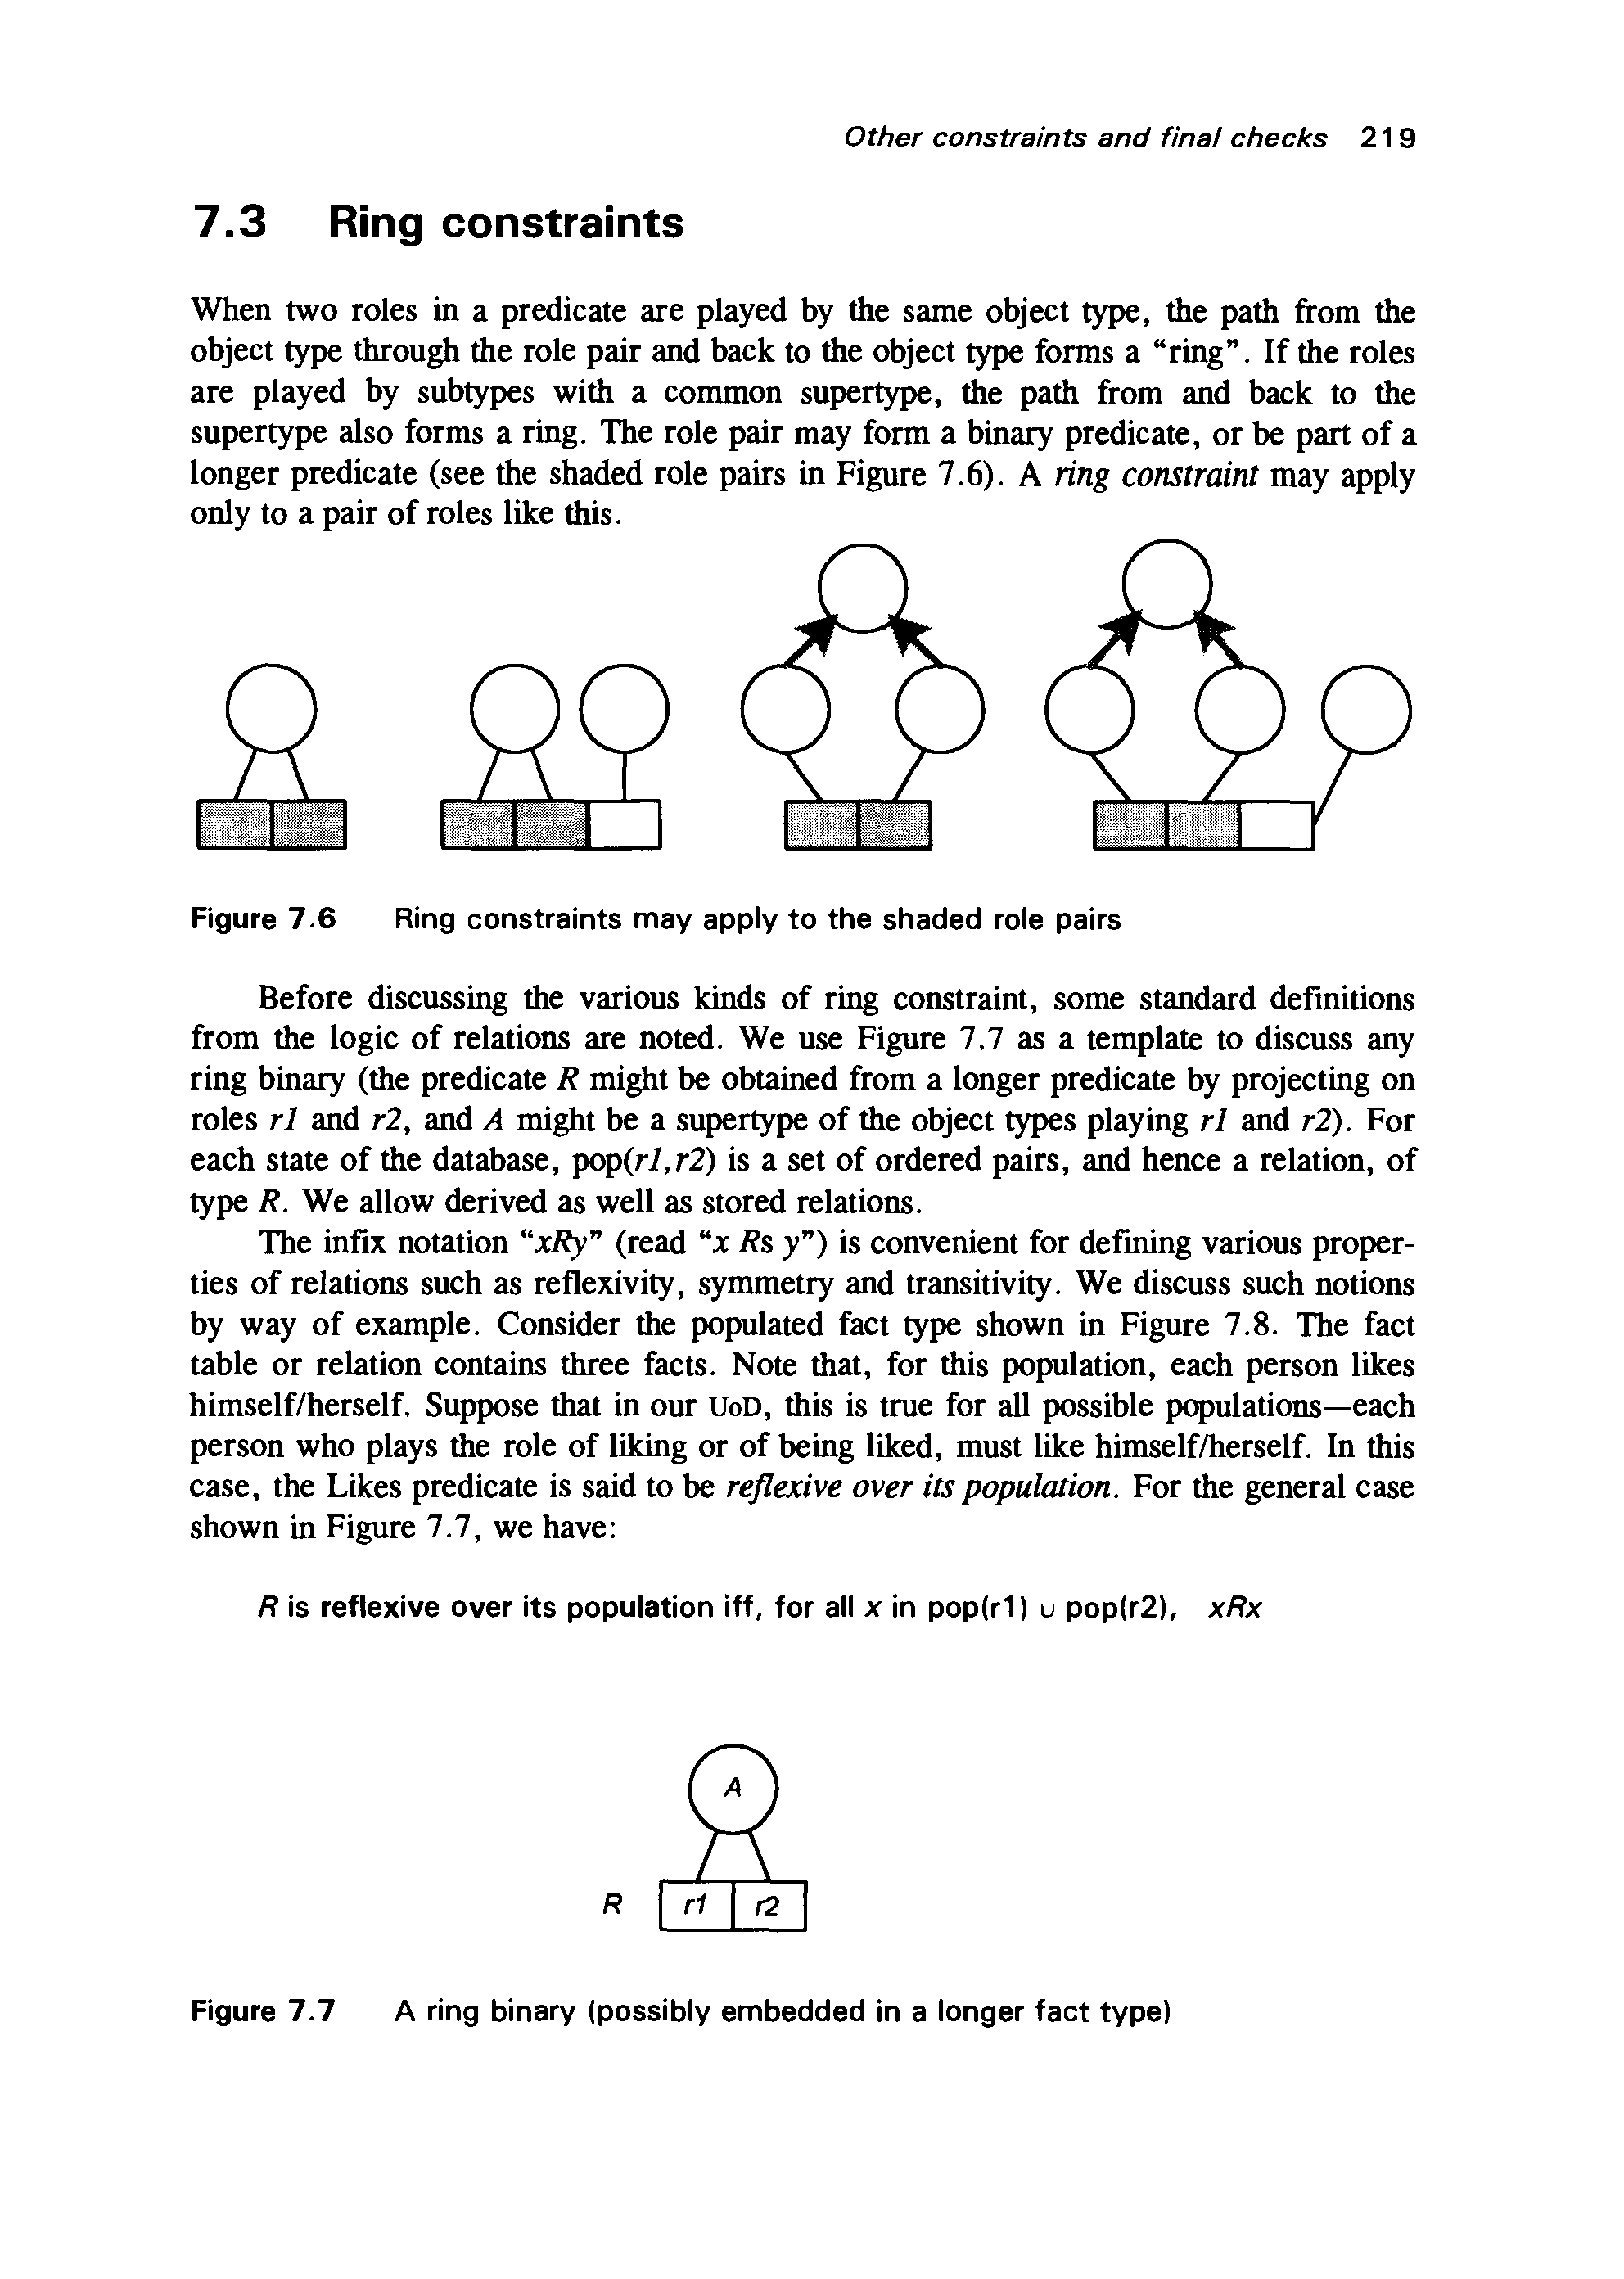 Other constraints and final checks 219
7.3 Ring constraints
When two roles in a predicate are played by the same object type, the path from the
object type through the role pair and back to the object type forms a “ring”. If the roles
are played by subtypes with a common supertype, the path from and back to the
supertype also forms a ring. The role pair may form a binary predicate, or be part of a
longer predicate (see the shaded role pairs in Figure 7.6). A ring constraint may apply
only to a pair of roles like this.
Figure 7.6 Ring constraints may apply to the shaded role pairs
Before discussing the various kinds of ring constraint, some standard definitions
from the logic of relations are noted. We use Figure 7.7 as a template to discuss any
ring binary (the predicate R might be obtained from a longer predicate by projecting on
roles r1 and r2, and A might be a supertype of the object types playing r1 and r2). For
each state of the database, pop(r1,r2) is a set of ordered pairs, and hence a relation, of
type R. We allow derived as well as stored relations.
The infix notation “xRy” (read “x Rs y”) is convenient for defining various proper-
ties of relations such as reflexivity, symmetry and transitivity. We discuss such notions
by way of example. Consider the populated fact type shown in Figure 7.8. The fact
table or relation contains three facts. Note that, for this population, each person likes
himself/herself. Suppose that in our UoD, this is true for all possible populations—each
person who plays the role of liking or of being liked, must like himself/herself. In this
case, the Likes predicate is said to be reflexive over its population. For the general case
shown in Figure 7.7, we have:
R is reflexive over its population iff, for all x in pop(r1) ∪ pop(r2), xRx
A
R r1 r2
Figure 7.7 A ring binary (possibly embedded in a longer fact type)